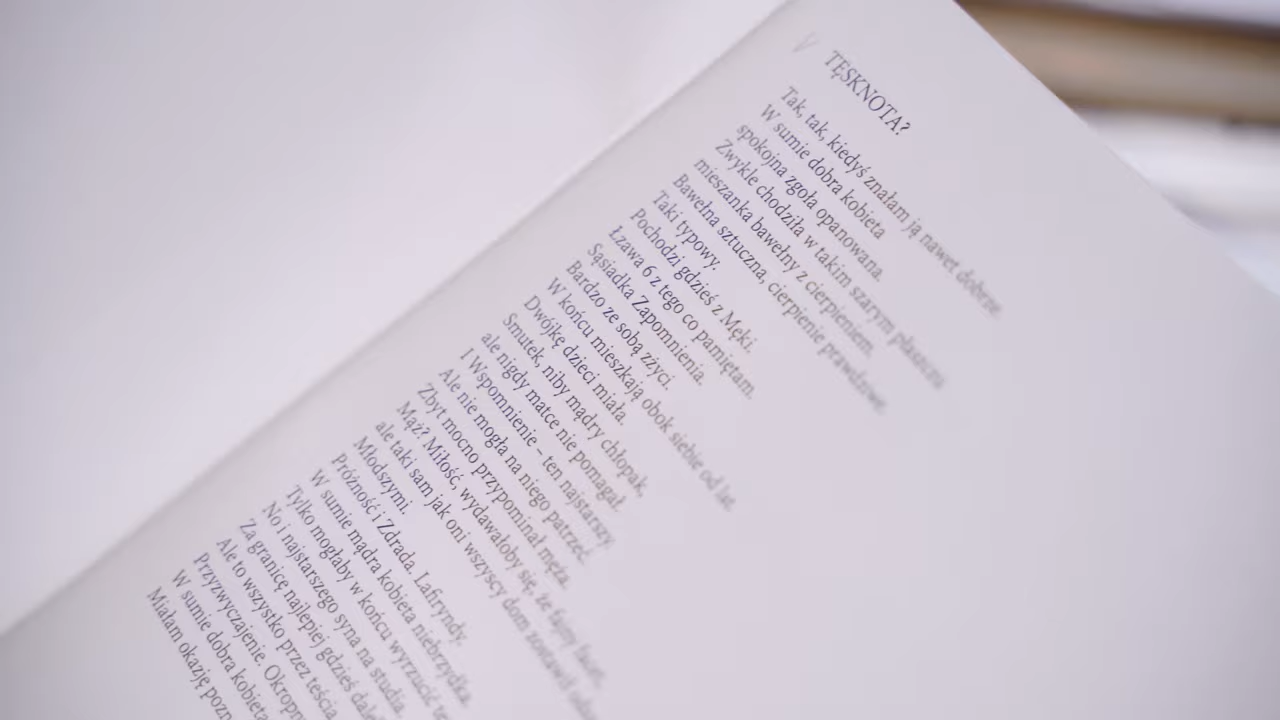 TĘSKNOTA?
Tak, tak, kiedyś znałam ją nawet dobrze.
W sumie dobra kobieta
spokojna zgoła opanowana.
Zwykle chodziła w takim szarym płaszczu
mieszanka bawełny z cierpieniem.
Bawełna sztuczna, cierpienie prawdziwe.
Taki typowy.
Pochodzi gdzieś z Męki.
Łzawa 6 z tego co pamiętam.
Sąsiadka Zapomnienia.
Bardzo ze sobą zżyci.
W końcu mieszkają obok siebie od lat.
Dwójkę dzieci miała.
Smutek, niby mądry chłopak,
ale nigdy matce nie pomagał.
I Wspomnienie – ten najstarszy.
Ale nie mogła na niego patrzeć.
Zbyt mocno przypominał męża.
Mąż? Miłość, wydawałoby się, że fajny facet,
ale taki sam jak oni wszyscy dom zostawił
Młodszymi.
Próżność i Zdrada. Lafiryndy.
W sumie mądra kobieta niebrzydka.
Tylko mogłaby w końcu wyrzucić
No i najstarszego syna na studia.
Za granicę najlepiej gdzieś
Ale to wszystko przez teścia.
Przyzwyczajenie.
W sumie dobra kobieta
Miałam okazję